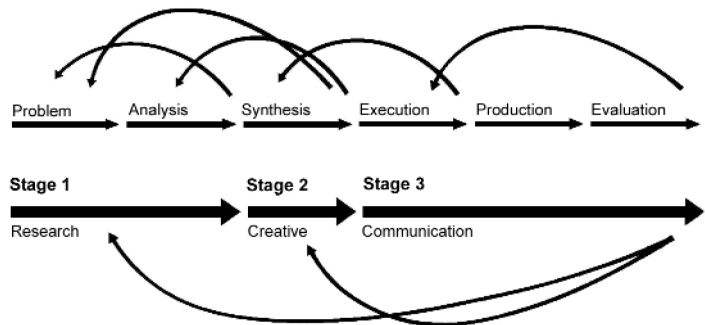 Problem Analysis Synthesis Execution Production Evaluation
Stage 1 Stage 2 Stage 3
Research Creative Communication